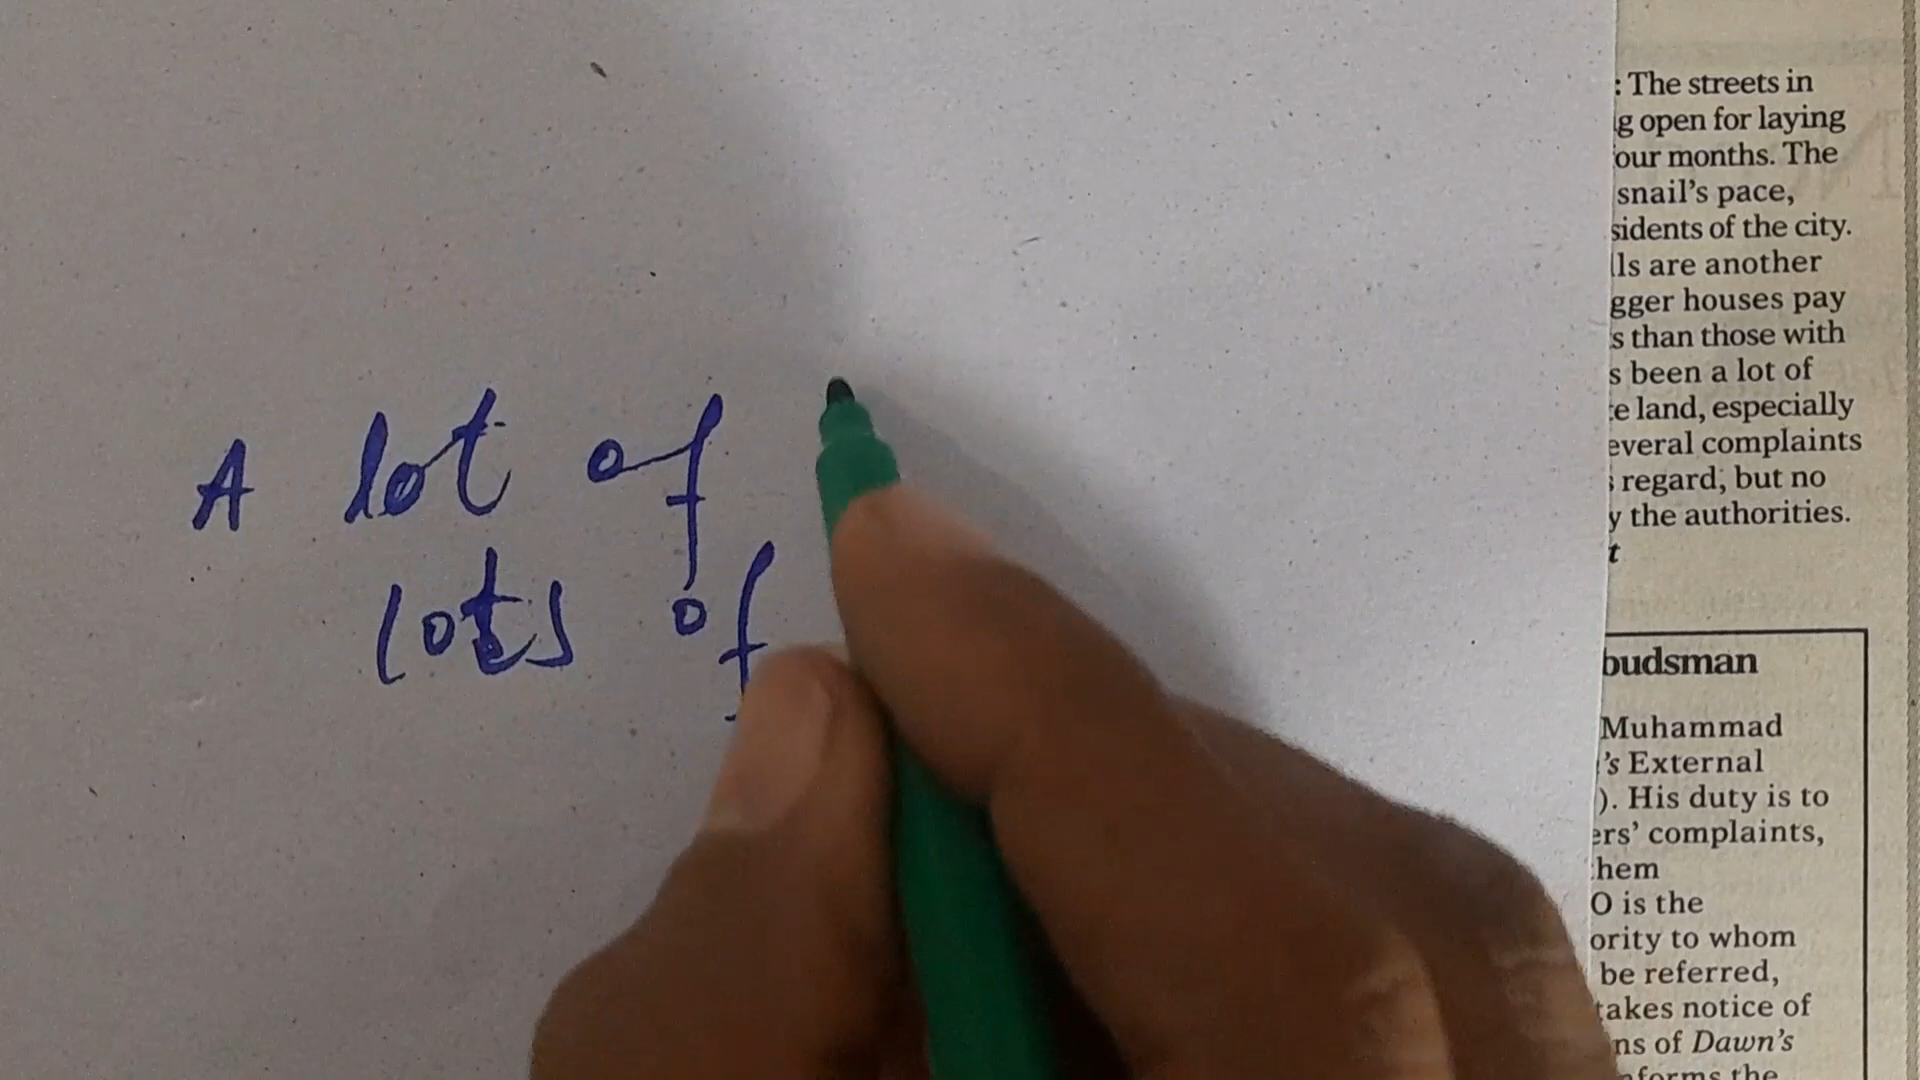 A lot of
lots of
: The streets in
g open for laying
our months. The
snail's pace,
sidents of the city.
ls are another
gger houses pay
s than those with
s been a lot of
e land, especially
everal complaints
regard, but no
y the authorities.
t
budsman
Muhammad
's External
). His duty is to
ers' complaints,
hem
O is the
ority to whom
be referred,
takes notice of
ns of Dawn's
forms the